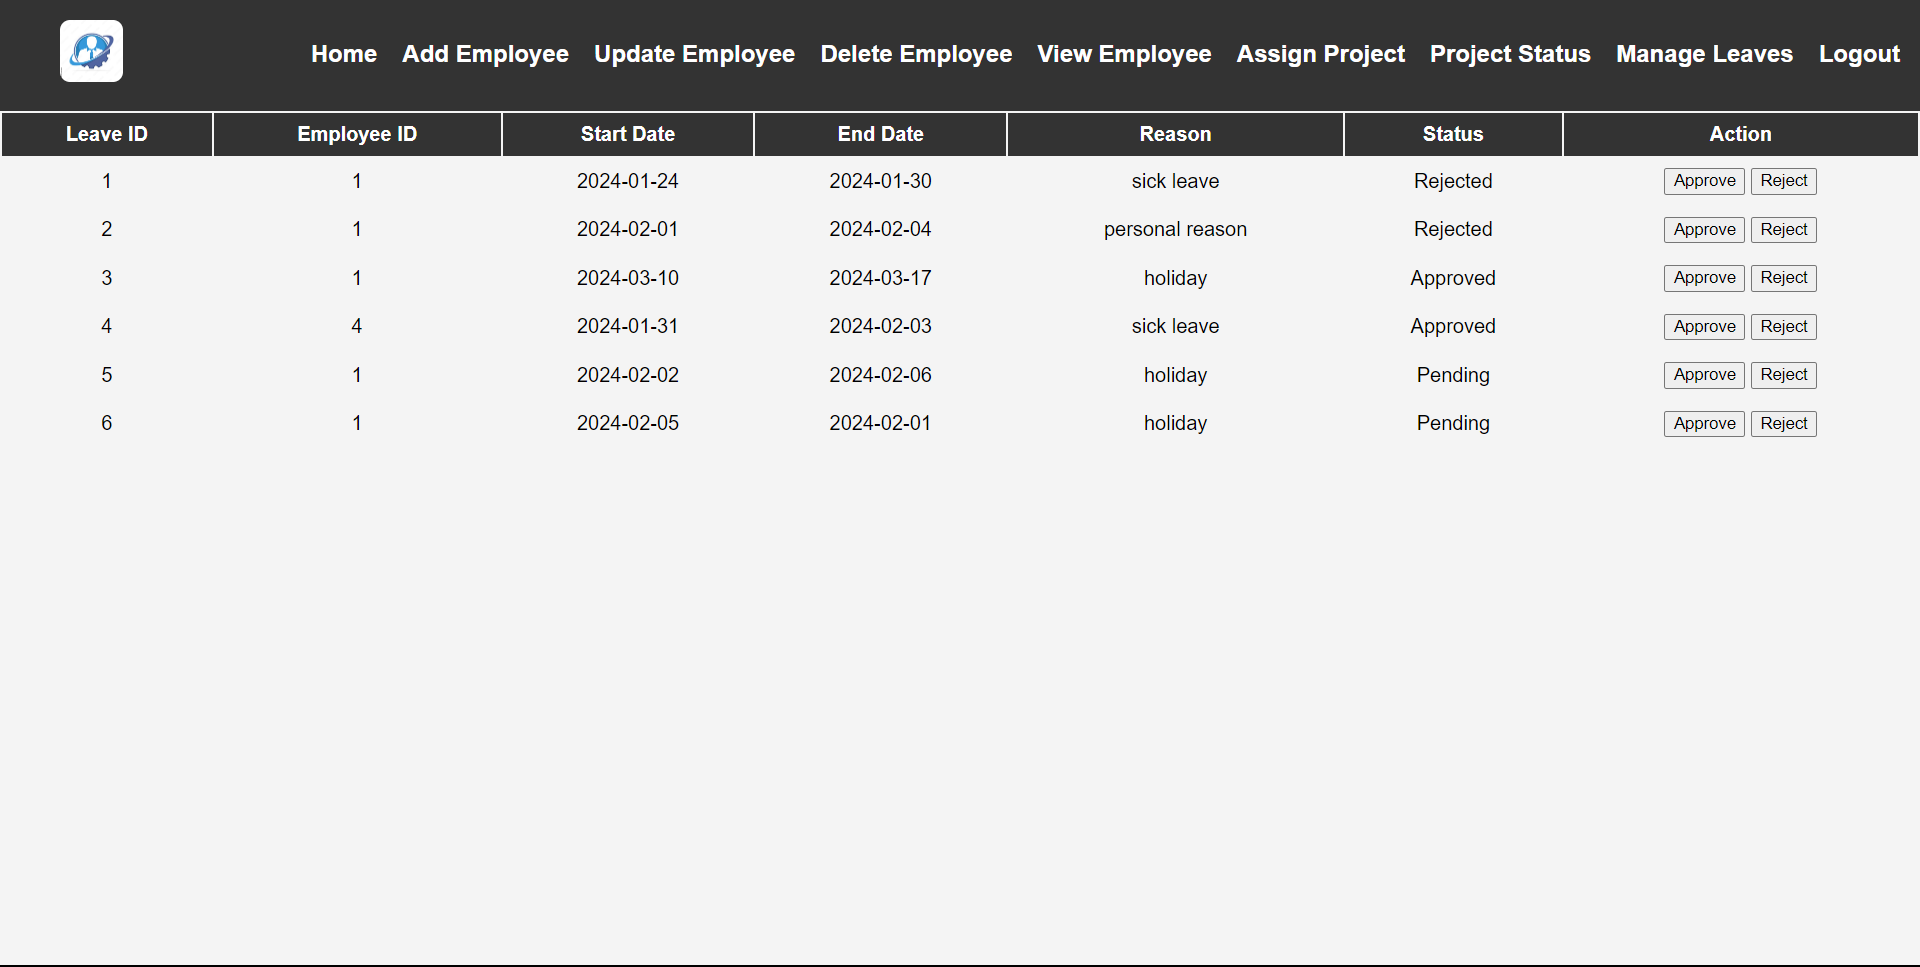 Home Add Employee Update Employee Delete Employee View Employee Assign Project Project Status Manage Leaves Logout
Leave ID Employee ID Start Date End Date Reason Status Action
1 1 2024-01-24 2024-01-30 sick leave Rejected Approve Reject
2 1 2024-02-01 2024-02-04 personal reason Rejected Approve Reject
3 1 2024-03-10 2024-03-17 holiday Approved Approve Reject
4 4 2024-01-31 2024-02-03 sick leave Approved Approve Reject
5 1 2024-02-02 2024-02-06 holiday Pending Approve Reject
6 1 2024-02-05 2024-02-01 holiday Pending Approve Reject